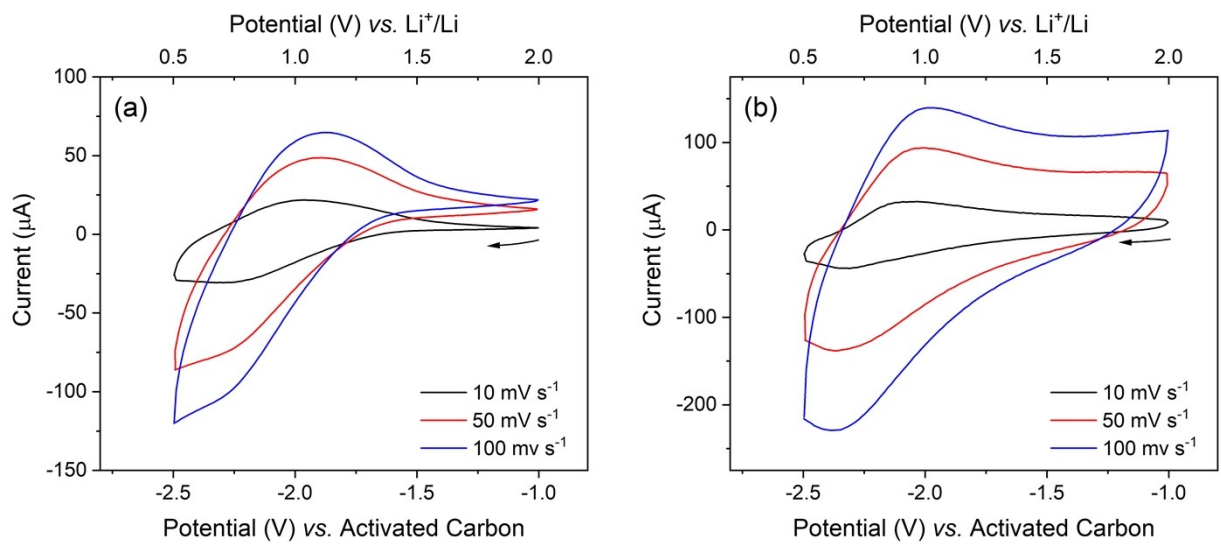 Potential (V) vs. Li⁺/Li
0.5 1.0 1.5 2.0
(a)
100
50
0
-50
-100
-150
Current (µA)
10 mV s⁻¹
50 mV s⁻¹
100 mv s⁻¹
-2.5 -2.0 -1.5 -1.0
Potential (V) vs. Activated Carbon
Potential (V) vs. Li⁺/Li
0.5 1.0 1.5 2.0
(b)
100
0
-100
-200
Current (µA)
10 mV s⁻¹
50 mV s⁻¹
100 mv s⁻¹
-2.5 -2.0 -1.5 -1.0
Potential (V) vs. Activated Carbon